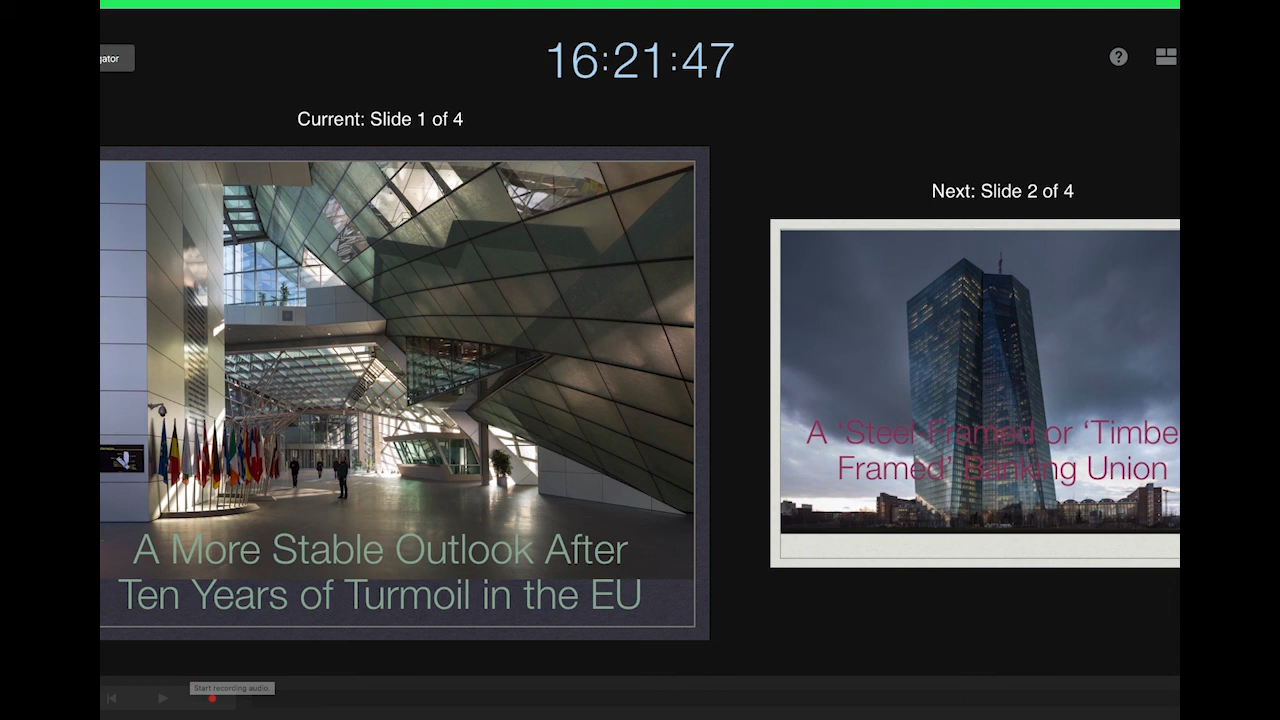 gator
16:21:47
?
Current: Slide 1 of 4
Next: Slide 2 of 4
A ‘Steel-Framed or ‘Timbe
Framed’ Banking Union
A More Stable Outlook After
Ten Years of Turmoil in the EU
Start recording audio.